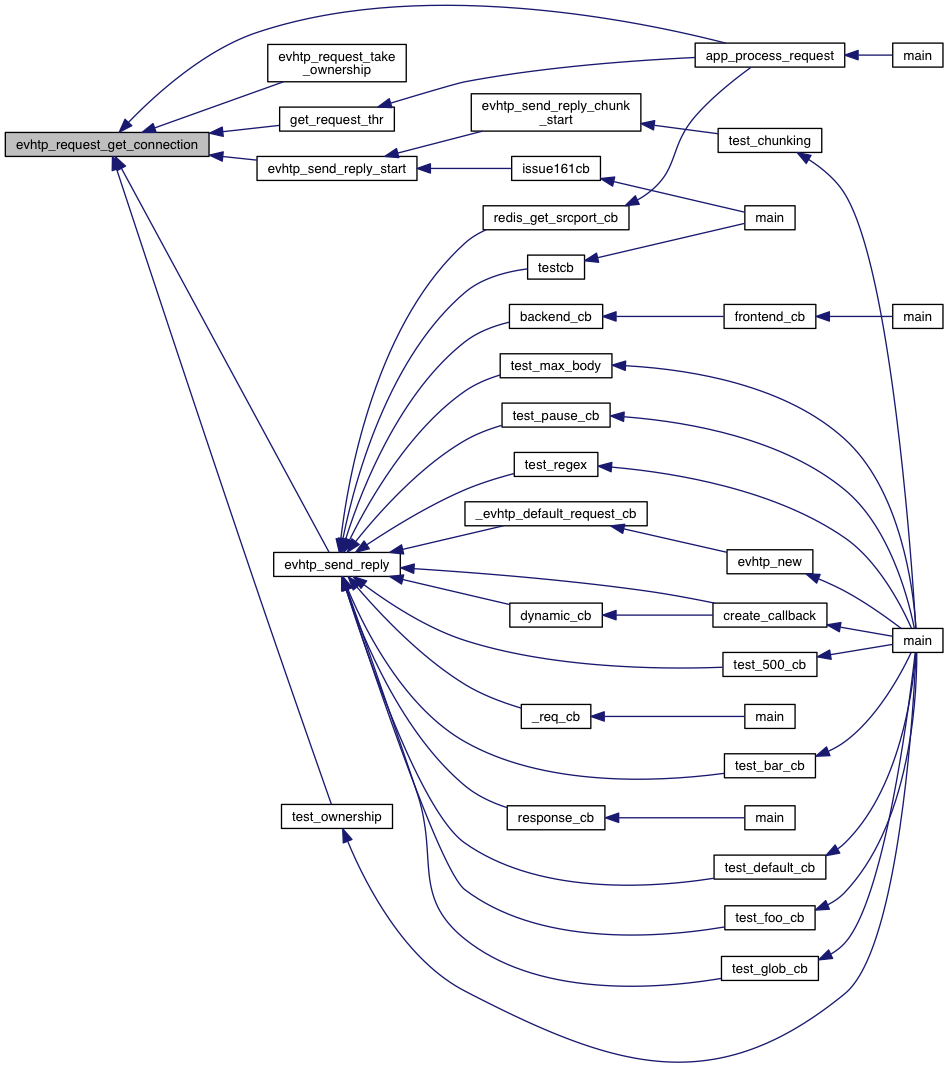 evhtp_request_take
_ownership
app_process_request
main
get_request_thr
evhtp_send_reply_chunk
_start
evhtp_request_get_connection
test_chunking
evhtp_send_reply_start
issue161cb
redis_get_srcport_cb
main
testcb
backend_cb
frontend_cb
main
test_max_body
test_pause_cb
test_regex
_evhtp_default_request_cb
evhtp_send_reply
evhtp_new
dynamic_cb
create_callback
main
test_500_cb
_req_cb
main
test_bar_cb
test_ownership
response_cb
main
test_default_cb
test_foo_cb
test_glob_cb